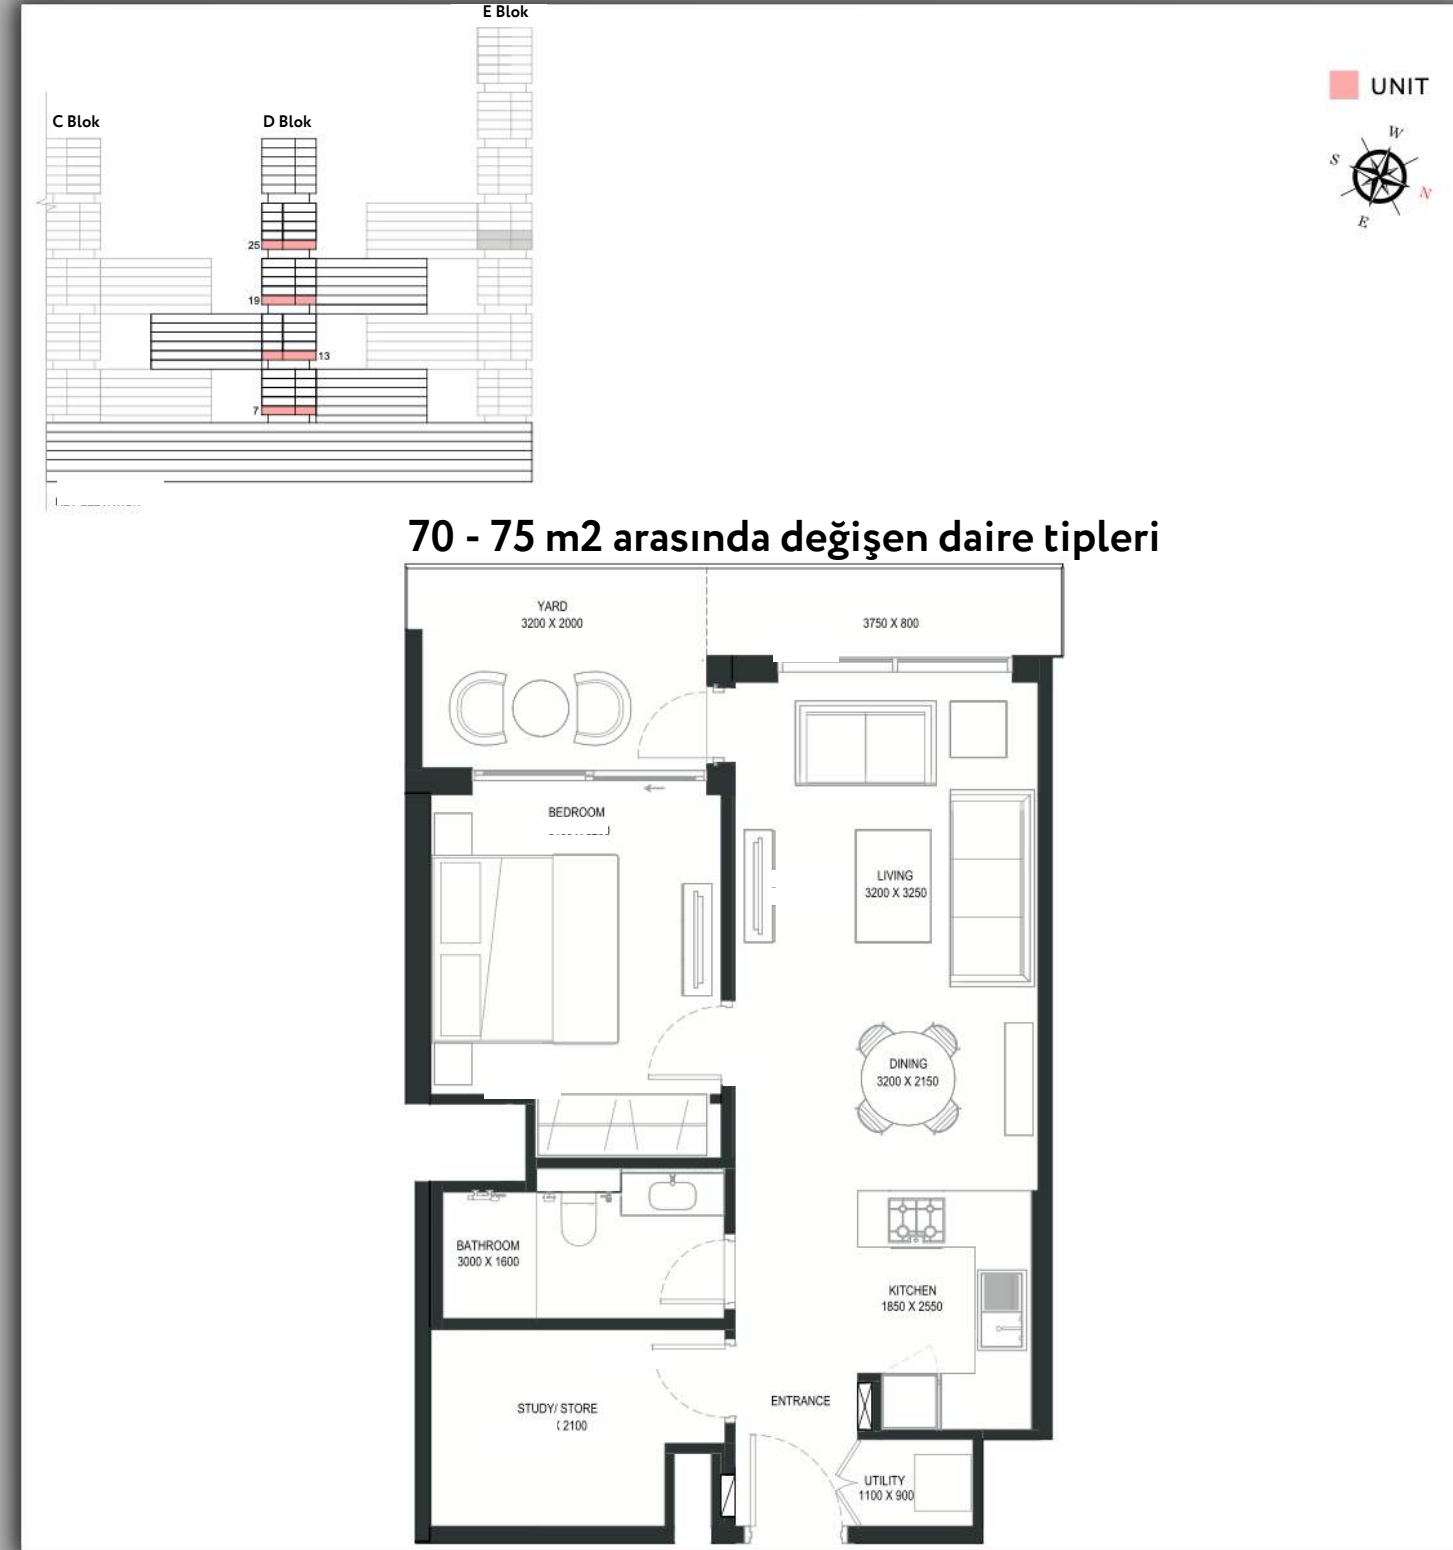 E Blok
UNIT
C Blok
D Blok
W
S
N
E
25
19
13
7
70 - 75 m2 arasında değişen daire tipleri
YARD
3200 X 2000
3750 X 800
BEDROOM
LIVING
3200 X 3250
DINING
3200 X 2150
BATHROOM
3000 X 1600
KITCHEN
1850 X 2550
STUDY/ STORE
2100
ENTRANCE
UTILITY
1100 X 900